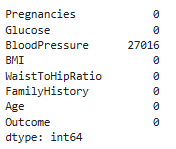 Pregnancies 0
Glucose 0
BloodPressure 27016
BMI 0
WaistToHipRatio 0
FamilyHistory 0
Age 0
Outcome 0
dtype: int64